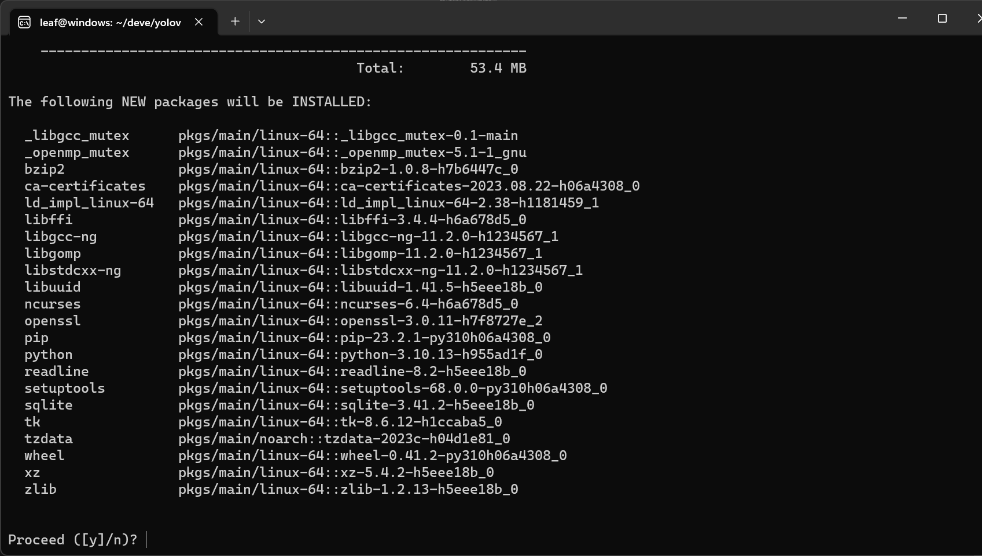 leaf@windows: ~/deve/yolov
Total: 53.4 MB
The following NEW packages will be INSTALLED:
_libgcc_mutex pkgs/main/linux-64::_libgcc_mutex-0.1-main
_openmp_mutex pkgs/main/linux-64::_openmp_mutex-5.1-1_gnu
bzip2 pkgs/main/linux-64::bzip2-1.0.8-h7b6447c_0
ca-certificates pkgs/main/linux-64::ca-certificates-2023.08.22-h06a4308_0
ld_impl_linux-64 pkgs/main/linux-64::ld_impl_linux-64-2.38-h1181459_1
libffi pkgs/main/linux-64::libffi-3.4.4-h6a678d5_0
libgcc-ng pkgs/main/linux-64::libgcc-ng-11.2.0-h1234567_1
libgomp pkgs/main/linux-64::libgomp-11.2.0-h1234567_1
libstdcxx-ng pkgs/main/linux-64::libstdcxx-ng-11.2.0-h1234567_1
libuuid pkgs/main/linux-64::libuuid-1.41.5-h5eee18b_0
ncurses pkgs/main/linux-64::ncurses-6.4-h6a678d5_0
openssl pkgs/main/linux-64::openssl-3.0.11-h7f8727e_2
pip pkgs/main/linux-64::pip-23.2.1-py310h06a4308_0
python pkgs/main/linux-64::python-3.10.13-h955ad1f_0
readline pkgs/main/linux-64::readline-8.2-h5eee18b_0
setuptools pkgs/main/linux-64::setuptools-68.0.0-py310h06a4308_0
sqlite pkgs/main/linux-64::sqlite-3.41.2-h5eee18b_0
tk pkgs/main/linux-64::tk-8.6.12-h1ccaba5_0
tzdata pkgs/main/noarch::tzdata-2023c-h04d1e81_0
wheel pkgs/main/linux-64::wheel-0.41.2-py310h06a4308_0
xz pkgs/main/linux-64::xz-5.4.2-h5eee18b_0
zlib pkgs/main/linux-64::zlib-1.2.13-h5eee18b_0
Proceed ([y]/n)?